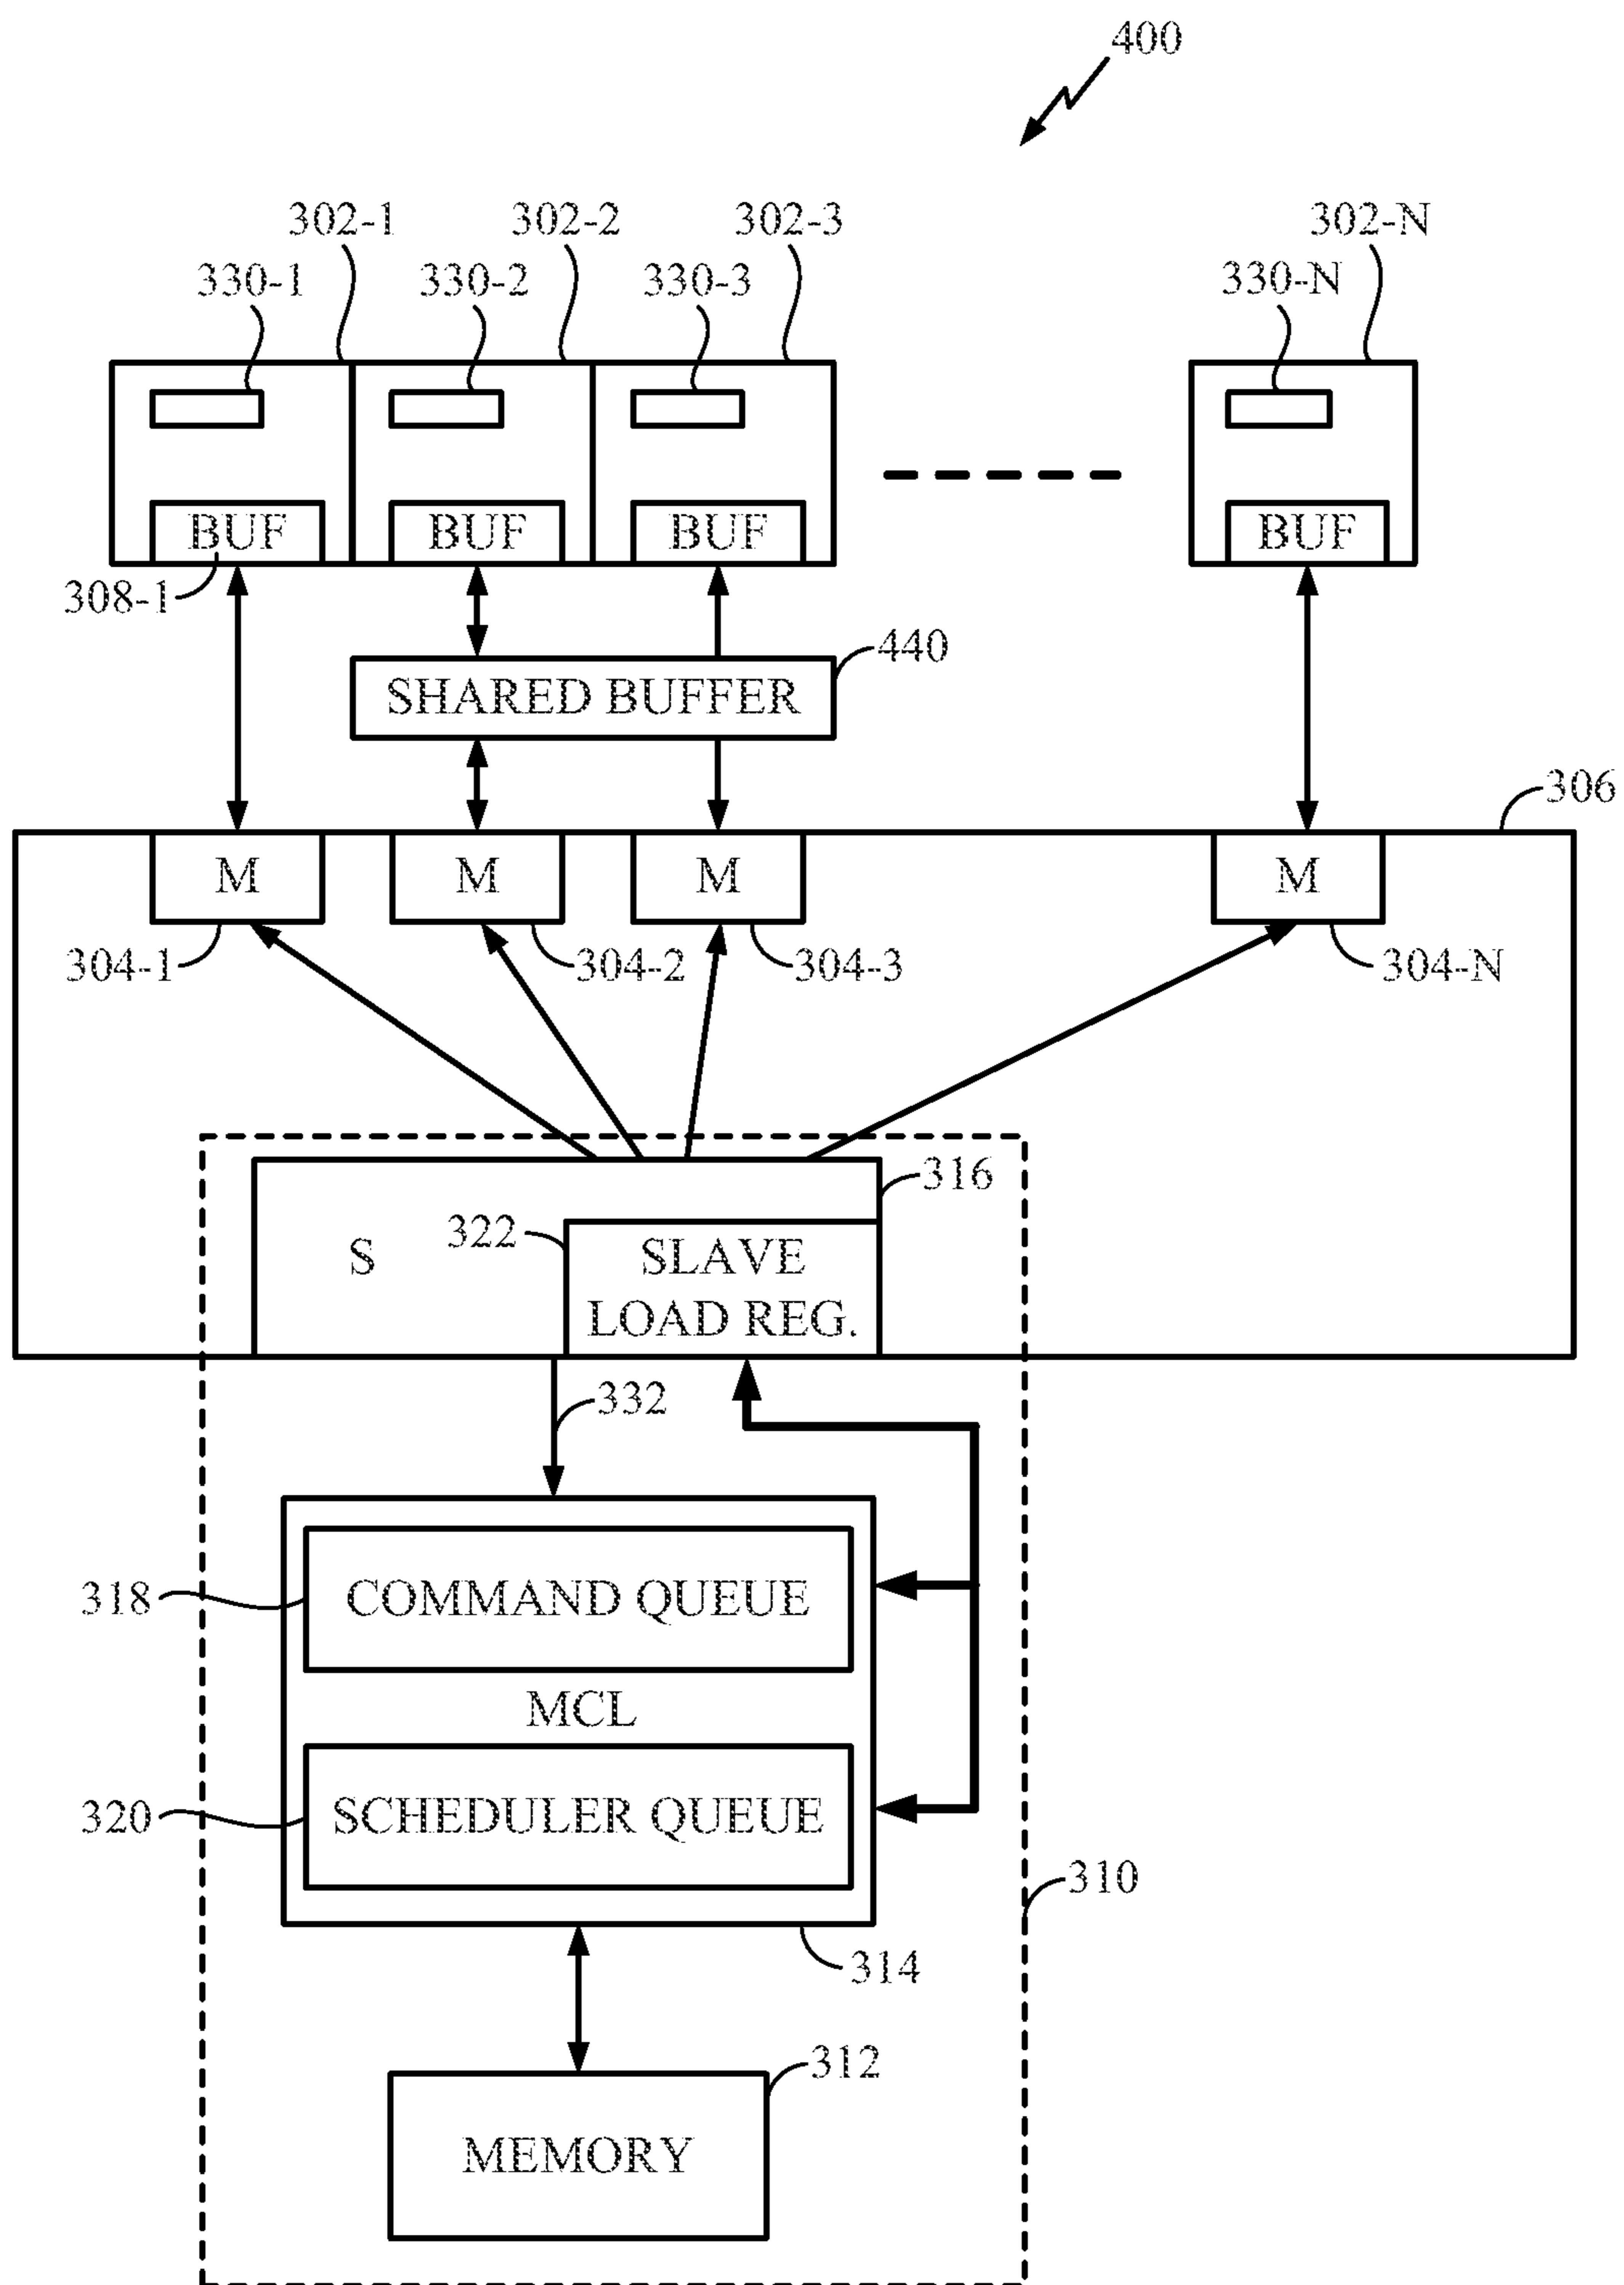 400
302-1 302-2 302-3 302-N
330-1 330-2 330-3 330-N
BUF BUF BUF BUF
308-1
440
SHARED BUFFER
306
M M M M
304-1 304-2 304-3 304-N
316
322
S
SLAVE
LOAD REG.
332
318
COMMAND QUEUE
MCL
320
SCHEDULER QUEUE
310
314
312
MEMORY